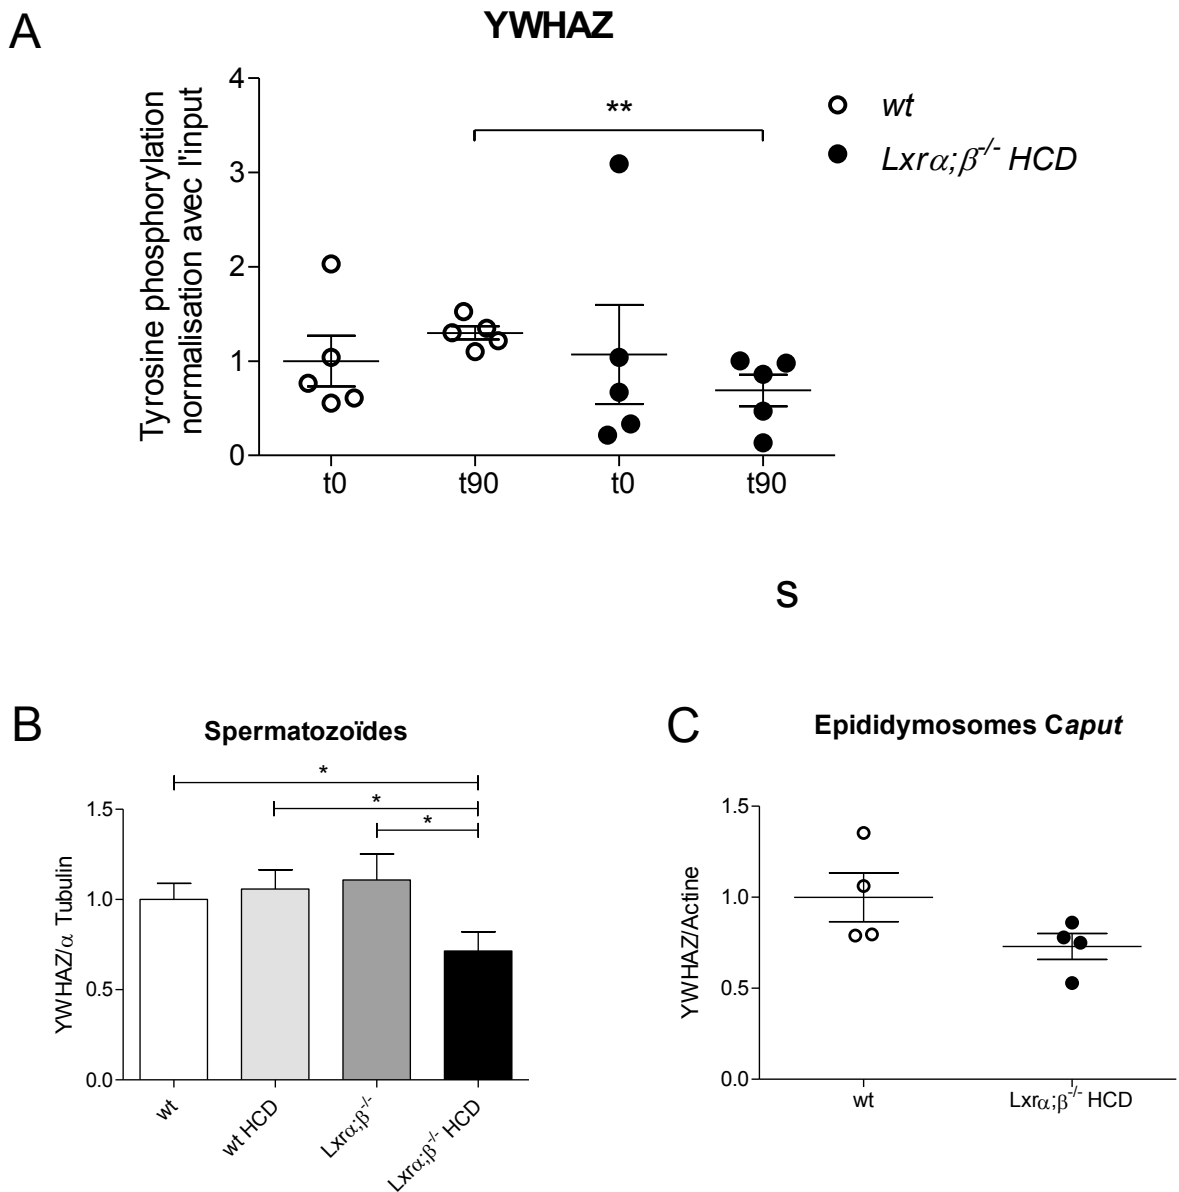 A
YWHAZ
Tyrosine phosphorylation
normalisation avec l'input
4
3
2
1
0
**
wt
Lxrα;β-/- HCD
t0
t90
t0
t90
S
B
Spermatozoïdes
YWHAZ/α Tubulin
1.5
1.0
0.5
0.0
*
*
*
wt
wt HCD
Lxrα;β-/-
Lxrα;β-/- HCD
C
Epididymosomes Caput
YWHAZ/Actine
1.5
1.0
0.5
0.0
wt
Lxrα;β-/- HCD